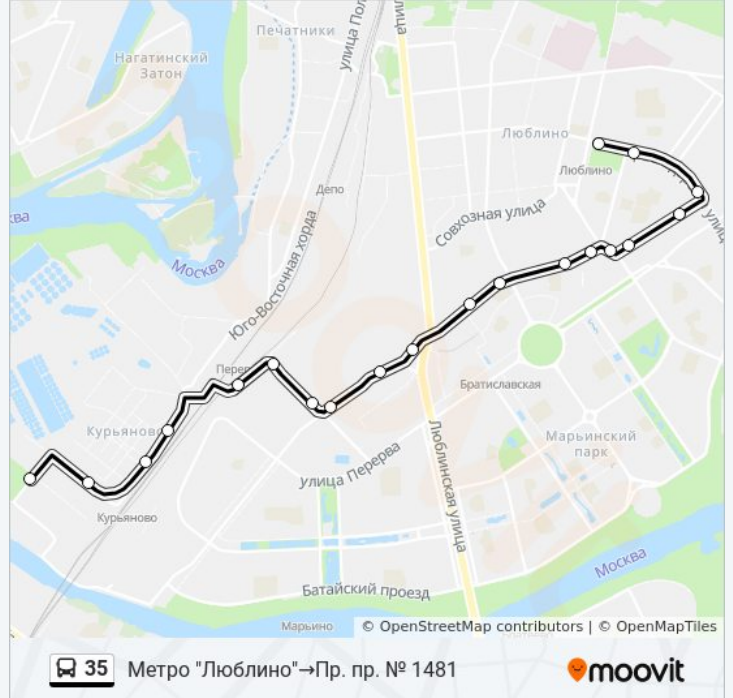 Печатники
улица Пол
улица
Нагатинский
Затон
Люблино
Люблино
Депо
Совхозная улица
ква
улиц
Москва
Юго-Восточная хорда
Перер
Братиславская
Курьяново
Марьинский
парк
Люблинская улица
улица Перерва
Курьяново
Москва
Батайский проезд
Марьино
© OpenStreetMap contributors | © OpenMapTiles
35 Метро "Люблино"→Пр. пр. № 1481
moovit